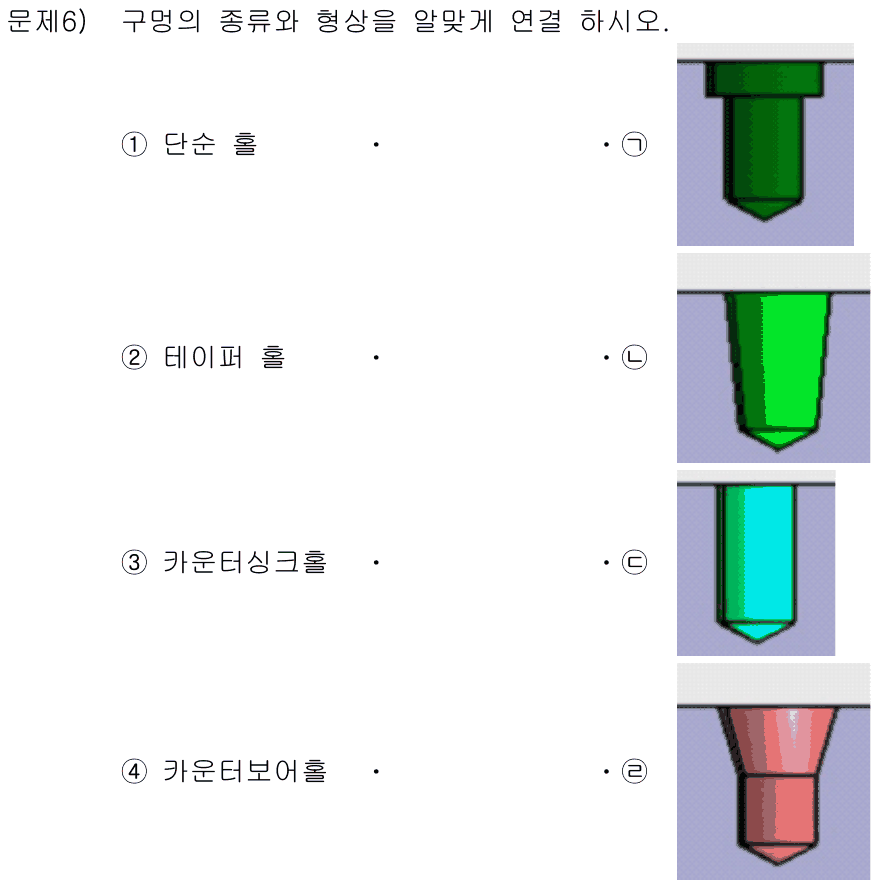 문제6) 구멍의 종류와 형상을 알맞게 연결 하시오.
① 단순 홀 · · ㉠
② 테이퍼 홀 · · ㉡
③ 카운터싱크홀 · · ㉢
④ 카운터보어홀 · · ㉣